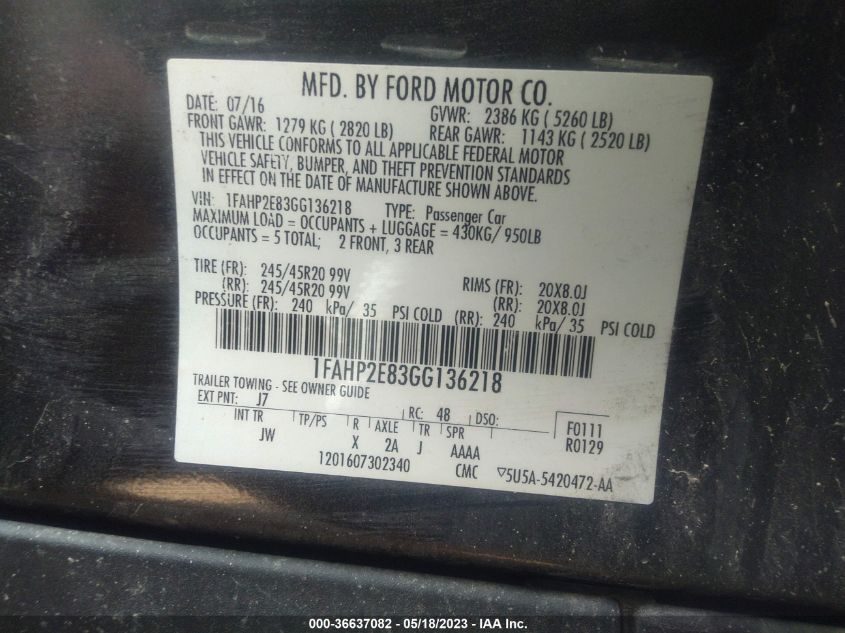 MFD. BY FORD MOTOR CO.
DATE: 07/16 GVWR: 2386 KG ( 5260 LB)
FRONT GAWR: 1279 KG ( 2820 LB) REAR GAWR: 1143 KG ( 2520 LB)
THIS VEHICLE CONFORMS TO ALL APPLICABLE FEDERAL MOTOR
VEHICLE SAFETY, BUMPER, AND THEFT PREVENTION STANDARDS
IN EFFECT ON THE DATE OF MANUFACTURE SHOWN ABOVE.
VIN: 1FAHP2E83GG136218 TYPE: Passenger Car
MAXIMUM LOAD = OCCUPANTS + LUGGAGE = 430KG/ 950LB
OCCUPANTS = 5 TOTAL; 2 FRONT, 3 REAR
TIRE (FR): 245/45R20 99V RIMS (FR): 20X8.0J
(RR): 245/45R20 99V (RR): 20X8.0J
PRESSURE (FR): 240 kPa/ 35 PSI COLD (RR): 240 kPa/ 35 PSI COLD
1FAHP2E83GG136218
TRAILER TOWING - SEE OWNER GUIDE
EXT PNT: J7 RC: 48 DSO: F0111
INT TR TP/PS R AXLE TR SPR R0129
JW X 2A J AAAA
1201607302340 CMC ▽5U5A-5420472-AA
000-36637082 - 05/18/2023 - © IAA Inc.